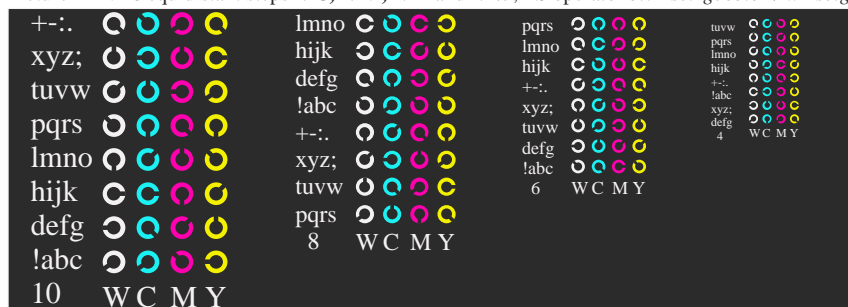 +-:.
xyz;
tuvw
pqrs
lmno
hijk
defg
!abc
10 W C M Y
lmno
hijk
defg
!abc
+-:.
xyz;
tuvw
pqrs
8 W C M Y
pqrs
lmno
hijk
+-:.
xyz;
tuvw
defg
!abc
6 W C M Y
tuvw
pqrs
lmno
hijk
+-:.
!abc
xyz;
defg
4 W C M Y